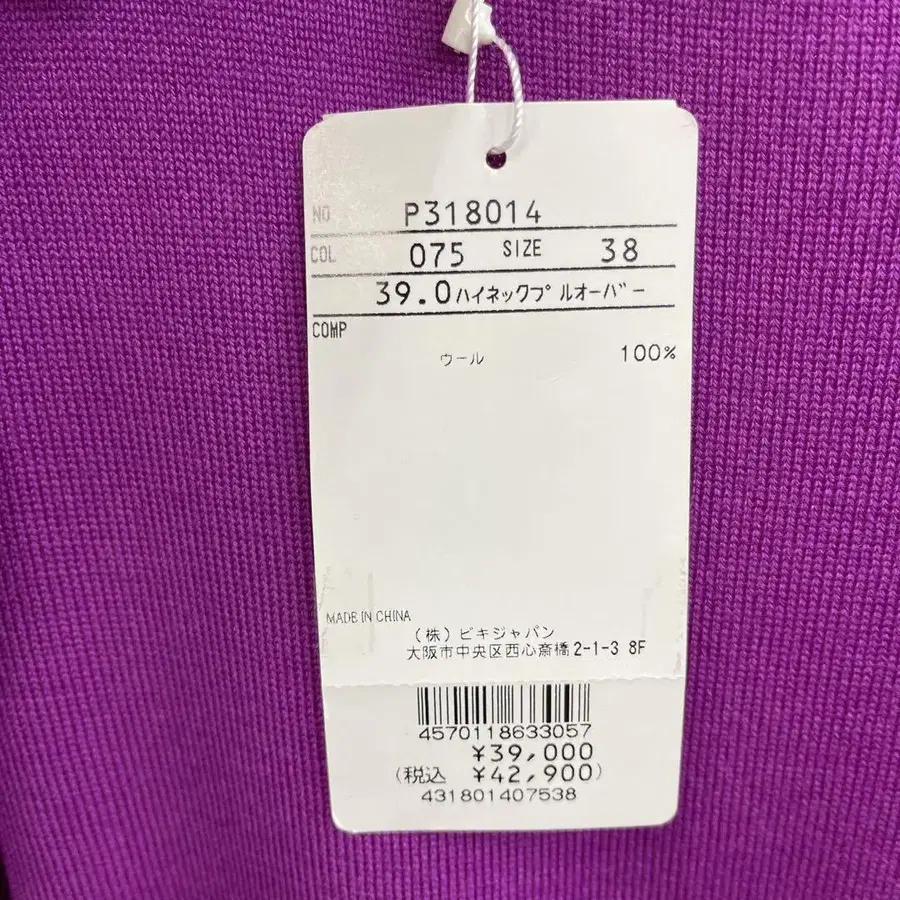 NO P318014
COL 075 SIZE 38
39.0ハイネックプルオーバー
COMP
ウール 100%
MADE IN CHINA
(株)ビキジャパン
大阪市中央区西心斎橋2-1-3 8F
4570118633057
¥39,000
(税込 ¥42,900)
431801407538